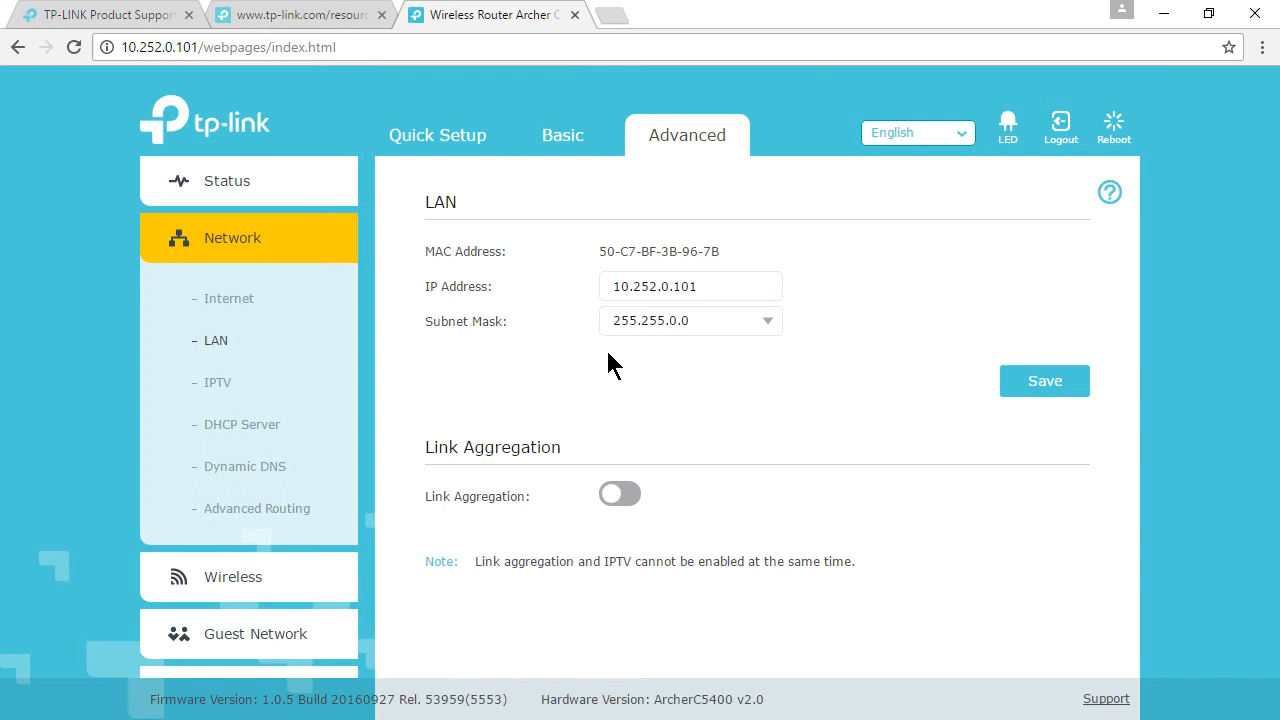 TP-LINK Product Suppor
www.tp-link.com/resour
Wireless Router Archer C
10.252.0.101/webpages/index.html
tp-link
Quick Setup
Basic
Advanced
English
LED
Logout
Reboot
Status
Network
- Internet
- LAN
- IPTV
- DHCP Server
- Dynamic DNS
- Advanced Routing
Wireless
Guest Network
LAN
MAC Address: 50-C7-BF-3B-96-7B
IP Address: 10.252.0.101
Subnet Mask: 255.255.0.0
Save
Link Aggregation
Link Aggregation:
Note: Link aggregation and IPTV cannot be enabled at the same time.
Firmware Version: 1.0.5 Build 20160927 Rel. 53959(5553) Hardware Version: ArcherC5400 v2.0
Support